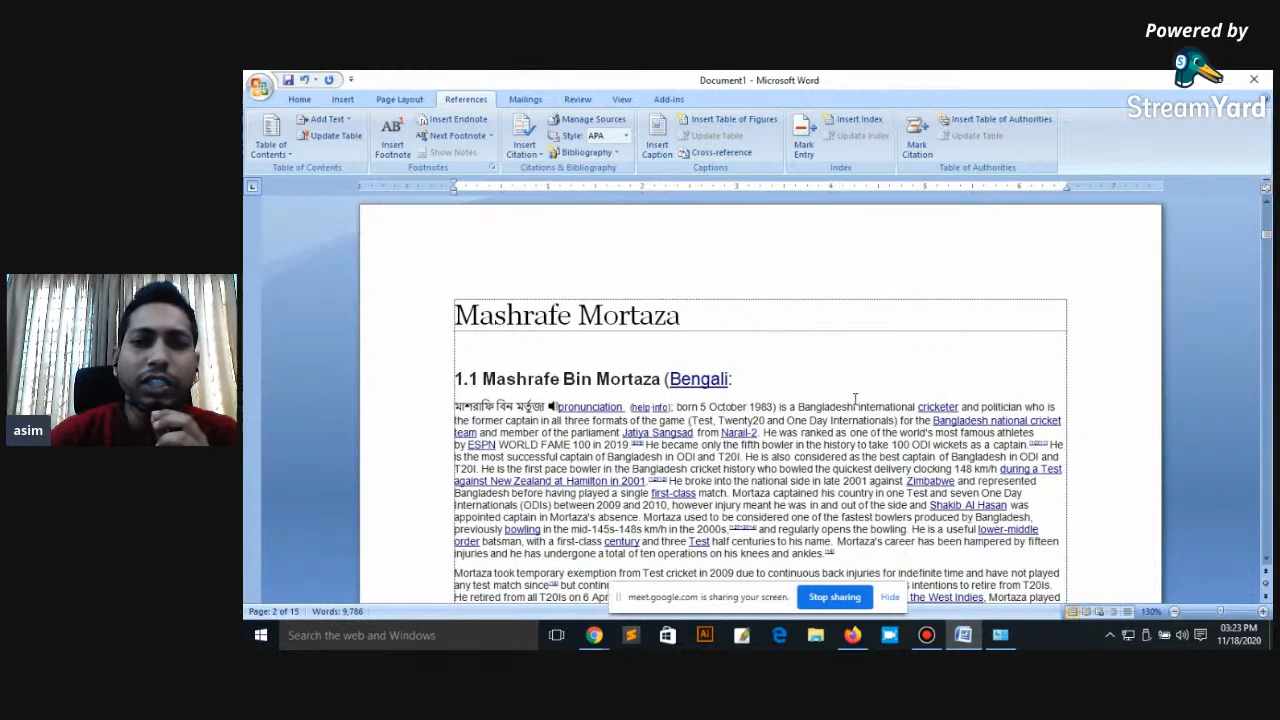 Powered by
StreamYard
Document1 - Microsoft Word
Home Insert Page Layout References Mailings Review View Add-Ins
Table of Contents
Add Text
Update Table
Table of Contents
AB¹
Insert Footnote
Insert Endnote
Next Footnote
Show Notes
Footnotes
Insert Citation
Manage Sources
Style: APA
Bibliography
Citations & Bibliography
Insert Caption
Insert Table of Figures
Update Table
Cross-reference
Captions
Mark Entry
Insert Index
Update Index
Index
Mark Citation
Insert Table of Authorities
Update Table
Table of Authorities
1 1 2 3 4 5 6 7
Mashrafe Mortaza
1.1 Mashrafe Bin Mortaza (Bengali:
মাশরাফি বিন মর্তুজা pronunciation (help·info); born 5 October 1983) is a Bangladeshi international cricketer and politician who is
the former captain in all three formats of the game (Test, Twenty20 and One Day Internationals) for the Bangladesh national cricket
team and member of the parliament Jatiya Sangsad from Narail-2. He was ranked as one of the world's most famous athletes
by ESPN WORLD FAME 100 in 2019. He became only the fifth bowler in the history to take 100 ODI wickets as a captain. He
is the most successful captain of Bangladesh in ODI and T20I. He is also considered as the best captain of Bangladesh in ODI and
T20I. He is the first pace bowler in the Bangladesh cricket history who bowled the quickest delivery clocking 148 km/h during a Test
against New Zealand at Hamilton in 2001. He broke into the national side in late 2001 against Zimbabwe and represented
Bangladesh before having played a single first-class match. Mortaza captained his country in one Test and seven One Day
Internationals (ODIs) between 2009 and 2010, however injury meant he was in and out of the side and Shakib Al Hasan was
appointed captain in Mortaza's absence. Mortaza used to be considered one of the fastest bowlers produced by Bangladesh,
previously bowling in the mid-145s-148s km/h in the 2000s, and regularly opens the bowling. He is a useful lower-middle
order batsman, with a first-class century and three Test half centuries to his name. Mortaza's career has been hampered by fifteen
injuries and he has undergone a total of ten operations on his knees and ankles.
Mortaza took temporary exemption from Test cricket in 2009 due to continuous back injuries for indefinite time and have not played
any test match since but contin s intentions to retire from T20Is.
He retired from all T20Is on 6 Apr the West Indies, Mortaza played
meet.google.com is sharing your screen. Stop sharing Hide
asim
Page: 2 of 15 Words: 9,786 130%
Search the web and Windows
Ai
03:23 PM
11/18/2020